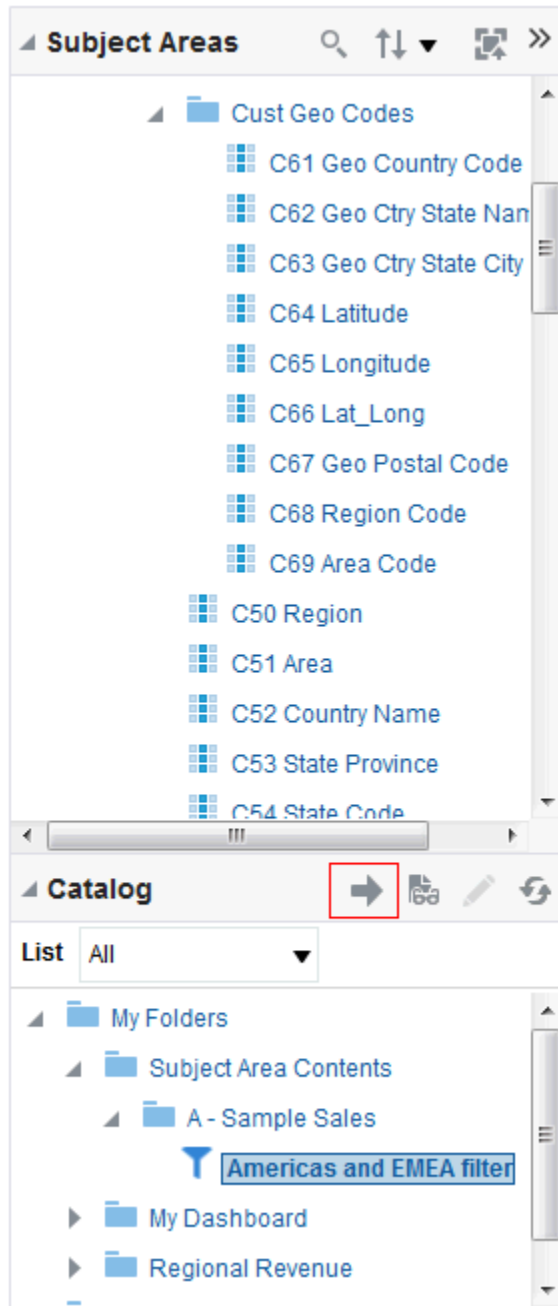 Subject Areas
Cust Geo Codes
C61 Geo Country Code
C62 Geo Ctry State Nam
C63 Geo Ctry State City
C64 Latitude
C65 Longitude
C66 Lat_Long
C67 Geo Postal Code
C68 Region Code
C69 Area Code
C50 Region
C51 Area
C52 Country Name
C53 State Province
C54 State Code
Catalog
List All
My Folders
Subject Area Contents
A - Sample Sales
Americas and EMEA filter
My Dashboard
Regional Revenue